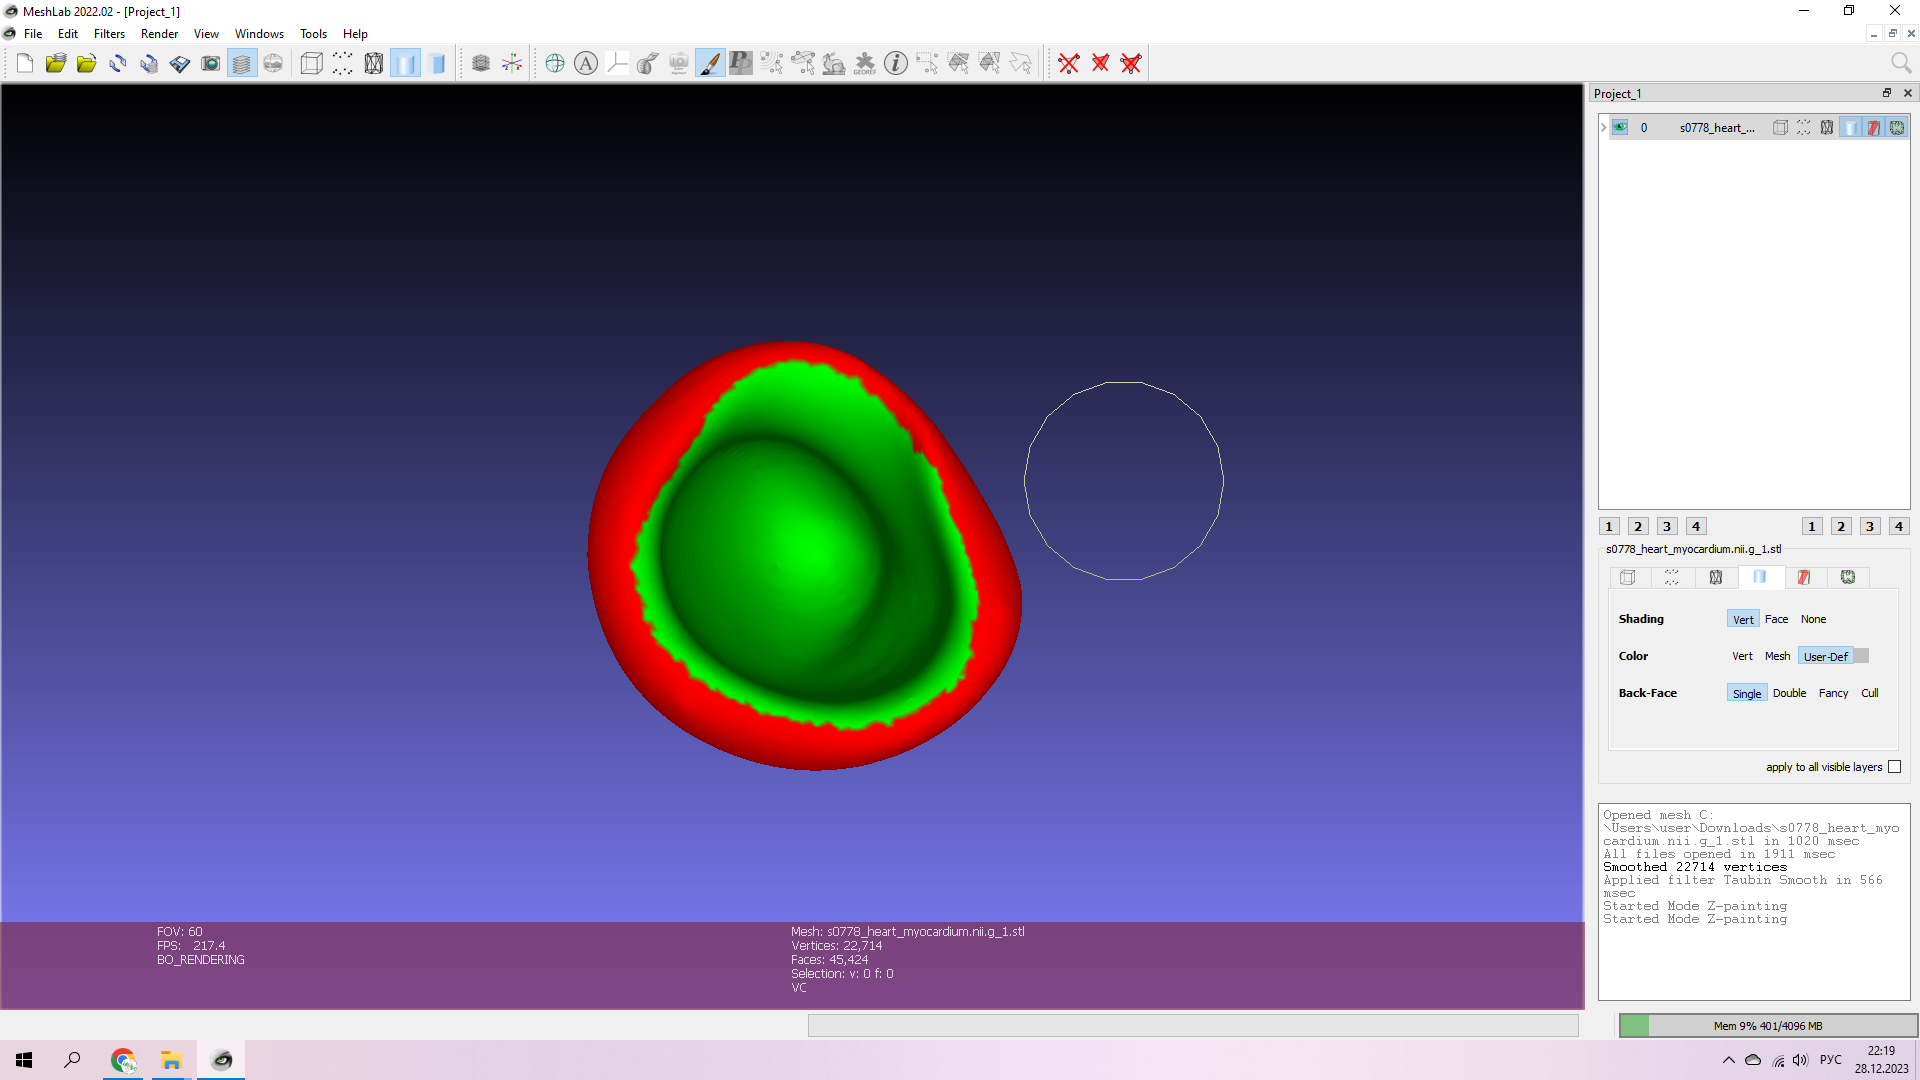 MeshLab 2022.02 - [Project_1]
File Edit Filters Render View Windows Tools Help
A
GEOREF
Project_1
0 s0778_heart_...
1 2 3 4 1 2 3 4
s0778_heart_myocardium.nii.g_1.stl
Shading Vert Face None
Color Vert Mesh User-Def
Back-Face Single Double Fancy Cull
apply to all visible layers
Opened mesh C:
\Users\user\Downloads\s0778_heart_myo
cardium.nii.g_1.stl in 1020 msec
All files opened in 1911 msec
Smoothed 22714 vertices
Applied filter Taubin Smooth in 566
msec
Started Mode Z-painting
Started Mode Z-painting
FOV: 60
FPS: 217.4
BO_RENDERING
Mesh: s0778_heart_myocardium.nii.g_1.stl
Vertices: 22,714
Faces: 45,424
Selection: v: 0 f: 0
VC
Mem 9% 401/4096 MB
РУС
22:19
28.12.2023